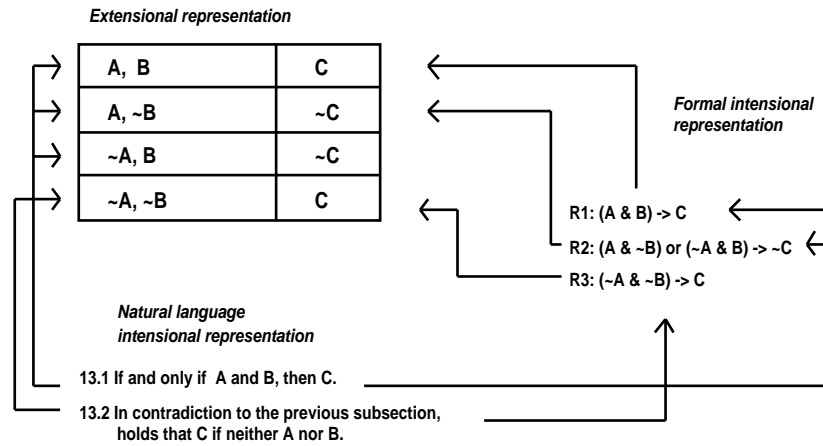 Extensional representation
A, B C
A, ~B ~C
~A, B ~C
~A, ~B C
Formal intensional
representation
R1: (A & B) -> C
R2: (A & ~B) or (~A & B) -> ~C
R3: (~A & ~B) -> C
Natural language
intensional representation
13.1 If and only if A and B, then C.
13.2 In contradiction to the previous subsection,
holds that C if neither A nor B.